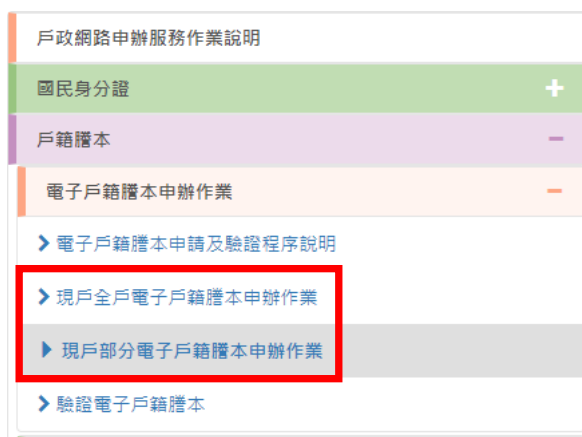 戶政網路申辦服務作業說明
國民身分證
戶籍謄本
電子戶籍謄本申辦作業
電子戶籍謄本申請及驗證程序說明
現戶全戶電子戶籍謄本申辦作業
現戶部分電子戶籍謄本申辦作業
驗證電子戶籍謄本